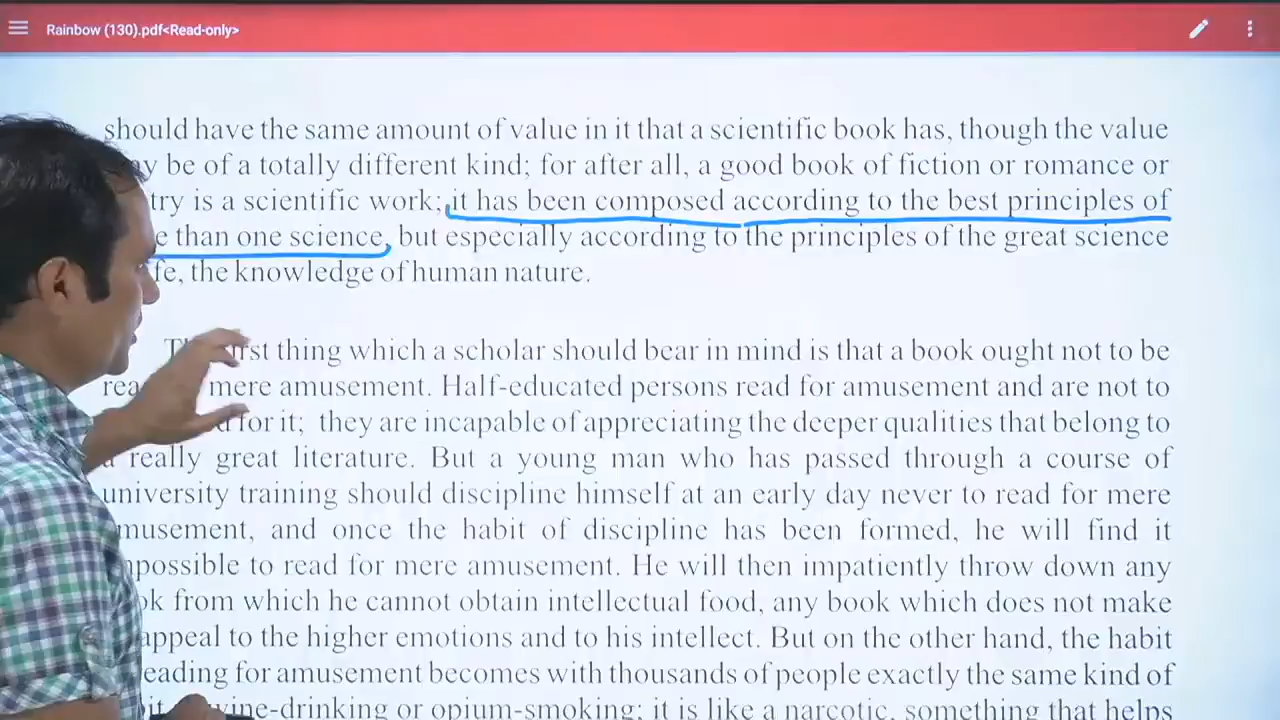 Rainbow (130).pdf<Read-only>
should have the same amount of value in it that a scientific book has, though the value
be of a totally different kind; for after all, a good book of fiction or romance or
is a scientific work; it has been composed according to the best principles of
than one science, but especially according to the principles of the great science
the knowledge of human nature.
thing which a scholar should bear in mind is that a book ought not to be
mere amusement. Half-educated persons read for amusement and are not to
for it; they are incapable of appreciating the deeper qualities that belong to
really great literature. But a young man who has passed through a course of
university training should discipline himself at an early day never to read for mere
amusement, and once the habit of discipline has been formed, he will find it
impossible to read for mere amusement. He will then impatiently throw down any
from which he cannot obtain intellectual food, any book which does not make
appeal to the higher emotions and to his intellect. But on the other hand, the habit
reading for amusement becomes with thousands of people exactly the same kind of
wine-drinking or opium-smoking; it is like a narcotic, something that helps